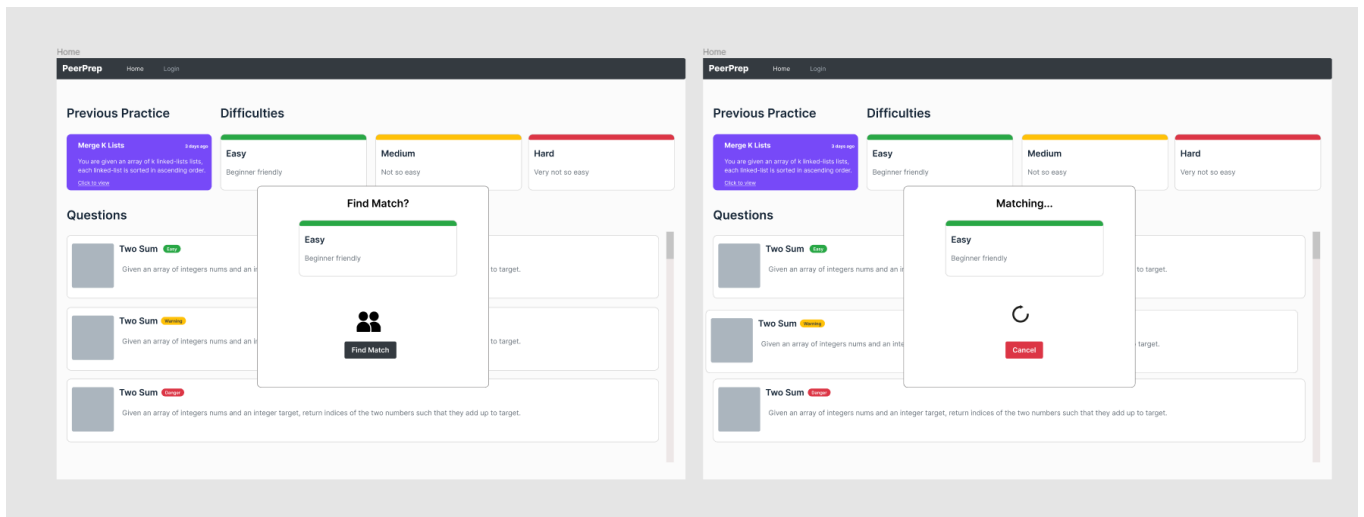 Home
PeerPrep Home Login
Previous Practice
Difficulties
Merge K Lists 3 days ago
You are given an array of k linked-lists lists,
each linked-list is sorted in ascending order.
Click to view
Easy
Beginner friendly
Medium
Not so easy
Hard
Very not so easy
Questions
Two Sum Easy
Given an array of integers nums and an i
to target.
Two Sum Warning
Given an array of integers nums and an i
to target.
Two Sum Danger
Given an array of integers nums and an integer target, return indices of the two numbers such that they add up to target.
Find Match?
Easy
Beginner friendly
Find Match
Home
PeerPrep Home Login
Previous Practice
Difficulties
Merge K Lists 3 days ago
You are given an array of k linked-lists lists,
each linked-list is sorted in ascending order.
Click to view
Easy
Beginner friendly
Medium
Not so easy
Hard
Very not so easy
Questions
Two Sum Easy
Given an array of integers nums and an i
to target.
Two Sum Warning
Given an array of integers nums and an inte
target.
Two Sum Danger
Given an array of integers nums and an integer target, return indices of the two numbers such that they add up to target.
Matching...
Easy
Beginner friendly
Cancel